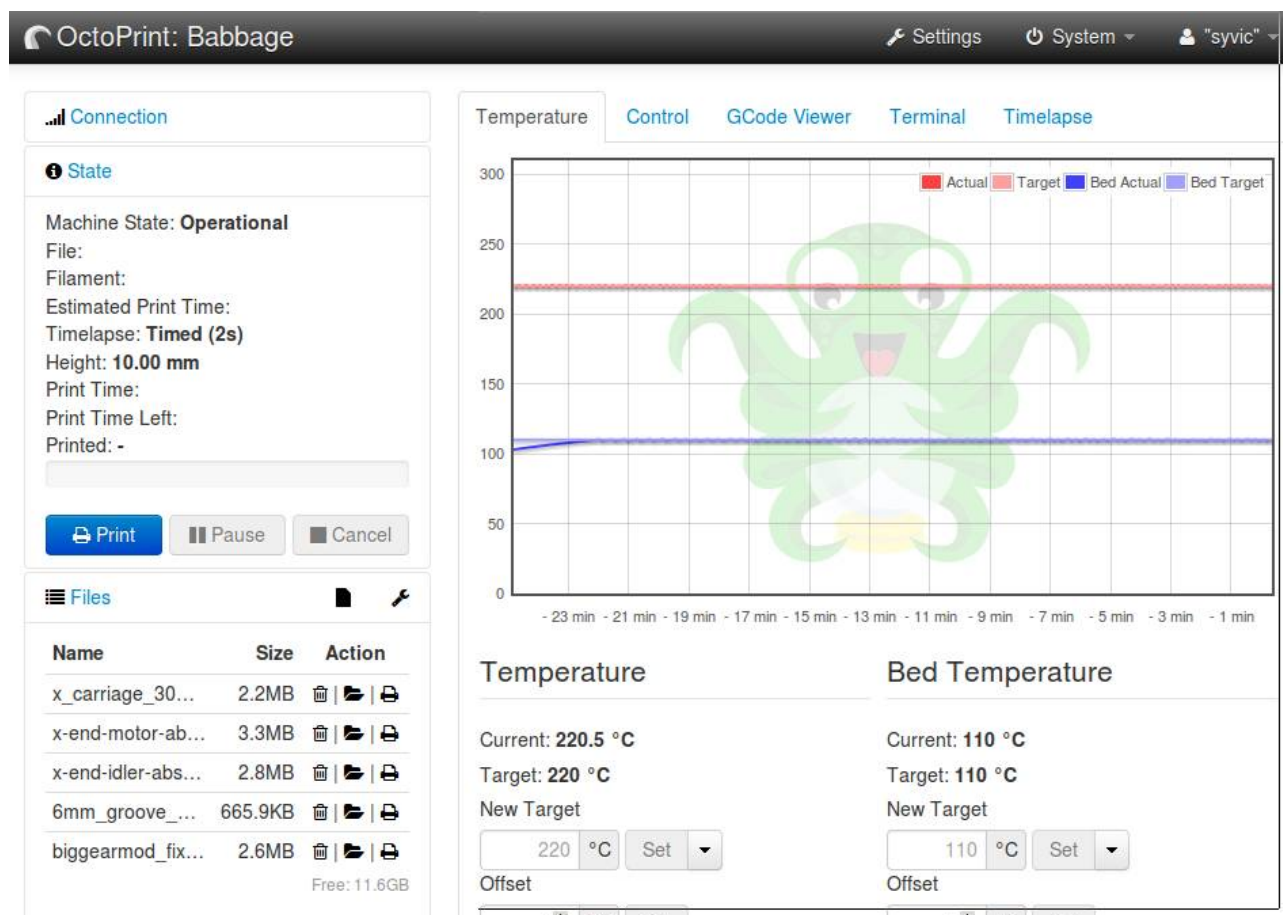 OctoPrint: Babbage
Settings
System
"syvic"
Connection
State
Machine State: Operational
File:
Filament:
Estimated Print Time:
Timelapse: Timed (2s)
Height: 10.00 mm
Print Time:
Print Time Left:
Printed: -
Print
Pause
Cancel
Files
Name Size Action
x_carriage_30... 2.2MB | |
x-end-motor-ab... 3.3MB | |
x-end-idler-abs... 2.8MB | |
6mm_groove_... 665.9KB | |
biggearmod_fix... 2.6MB | |
Free: 11.6GB
Temperature Control GCode Viewer Terminal Timelapse
Actual Target Bed Actual Bed Target
300
250
200
150
100
50
0
- 23 min - 21 min - 19 min - 17 min - 15 min - 13 min - 11 min - 9 min - 7 min - 5 min - 3 min - 1 min
Temperature
Current: 220.5 °C
Target: 220 °C
New Target
220 °C Set
Offset
Bed Temperature
Current: 110 °C
Target: 110 °C
New Target
110 °C Set
Offset